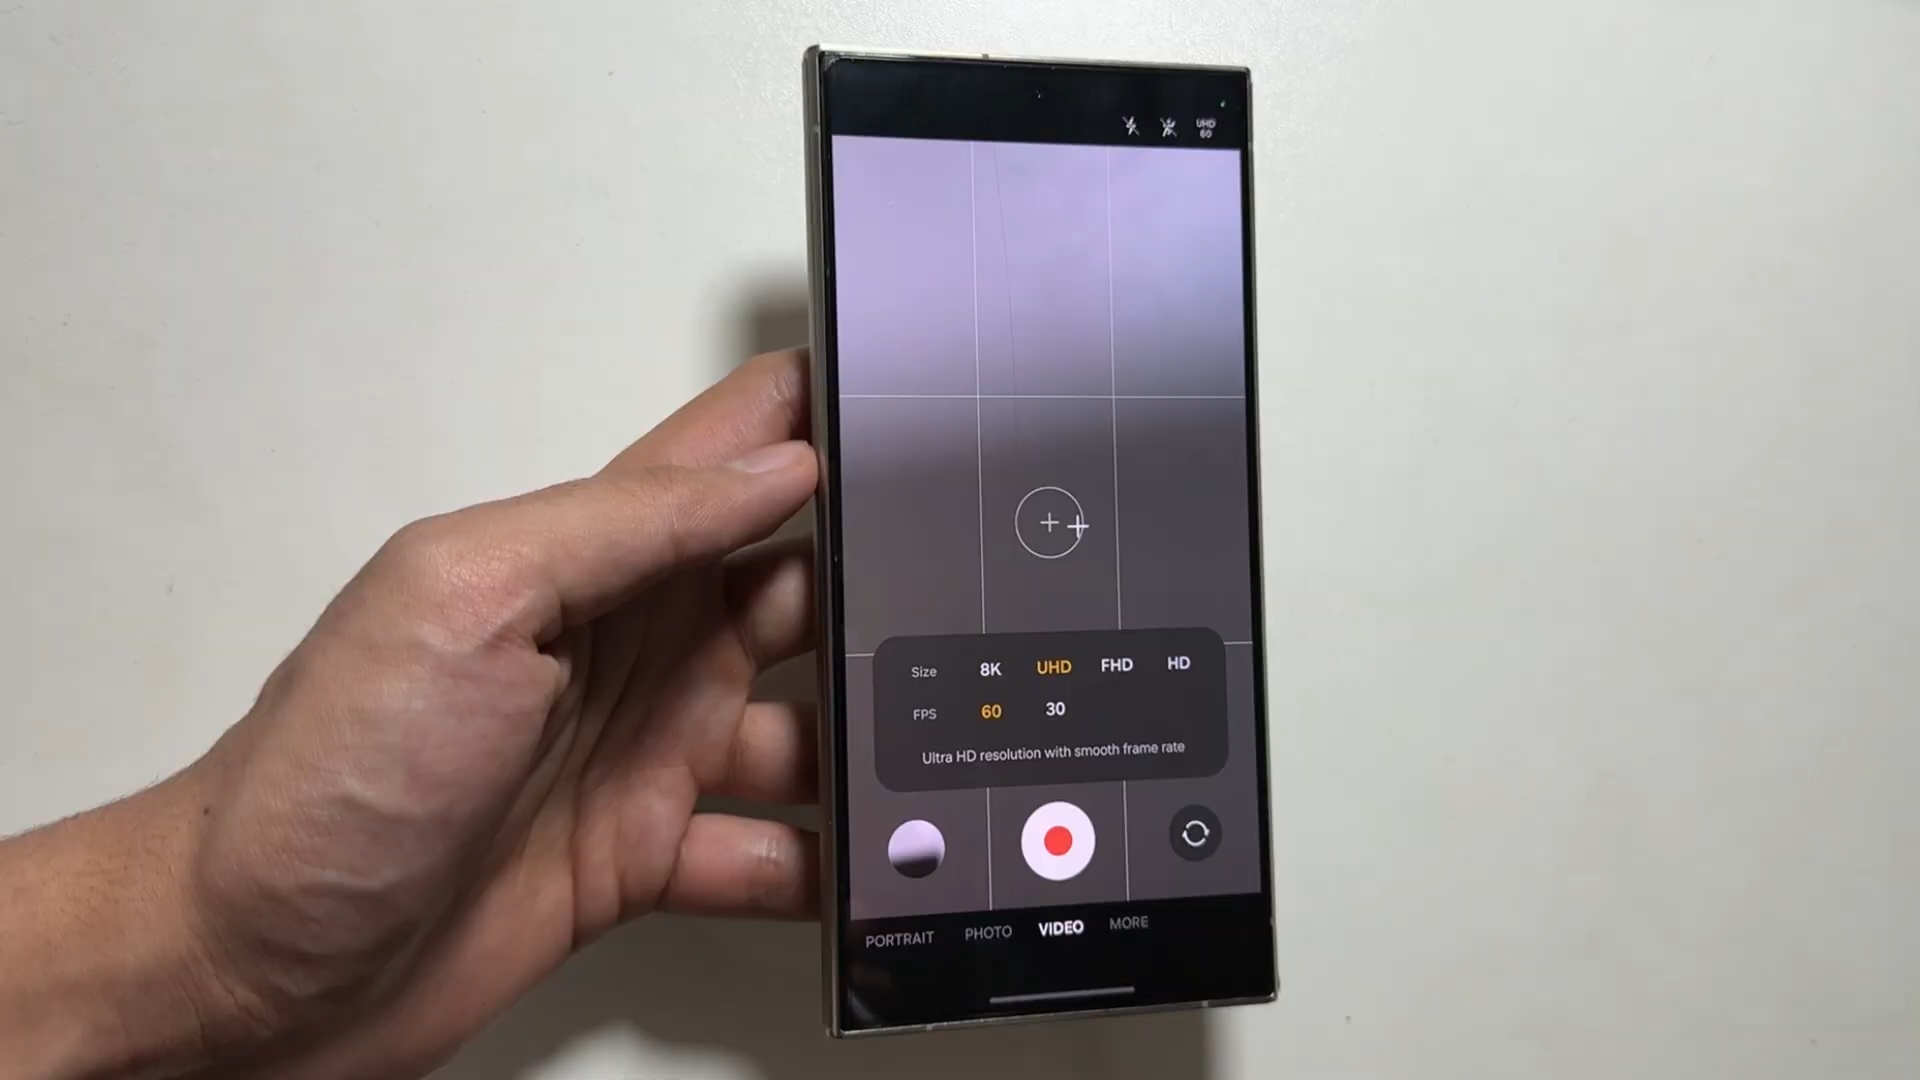 UHD
60
Size 8K UHD FHD HD
FPS 60 30
Ultra HD resolution with smooth frame rate
PORTRAIT PHOTO VIDEO MORE